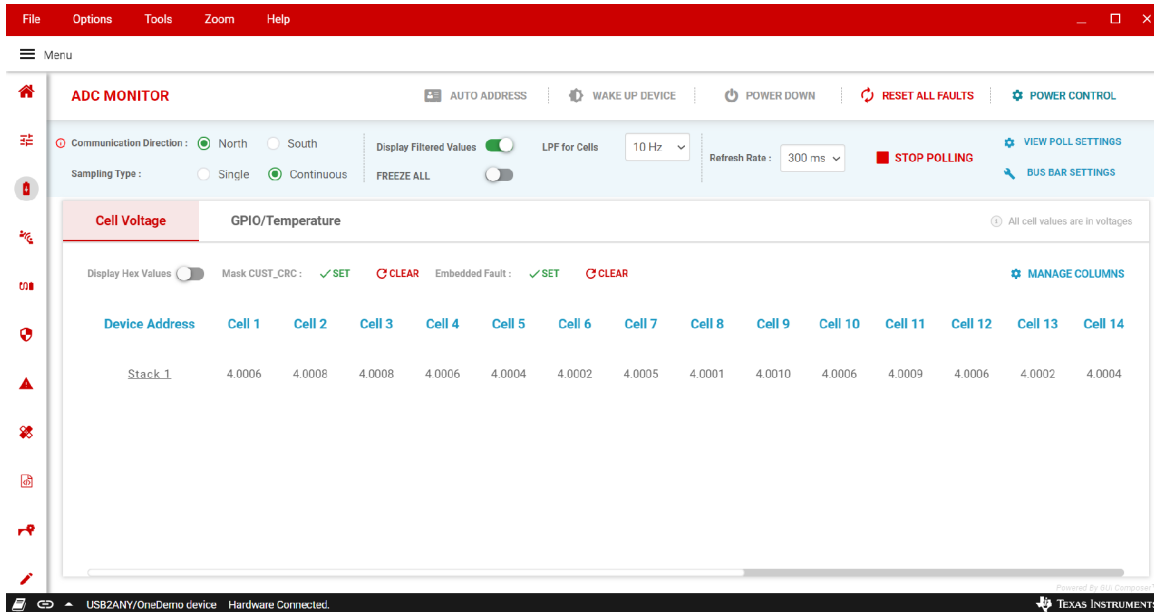 File Options Tools Zoom Help
Menu
ADC MONITOR AUTO ADDRESS WAKE UP DEVICE POWER DOWN RESET ALL FAULTS POWER CONTROL
Communication Direction : North South Display Filtered Values LPF for Cells 10 Hz Refresh Rate : 300 ms STOP POLLING VIEW POLL SETTINGS
Sampling Type : Single Continuous FREEZE ALL BUS BAR SETTINGS
Cell Voltage GPIO/Temperature All cell values are in voltages
Display Hex Values Mask CUST_CRC : SET CLEAR Embedded Fault : SET CLEAR MANAGE COLUMNS
Device Address Cell 1 Cell 2 Cell 3 Cell 4 Cell 5 Cell 6 Cell 7 Cell 8 Cell 9 Cell 10 Cell 11 Cell 12 Cell 13 Cell 14
Stack 1 4.0006 4.0008 4.0008 4.0006 4.0004 4.0002 4.0005 4.0001 4.0010 4.0006 4.0009 4.0006 4.0002 4.0004
Powered By GUI Composer
USB2ANY/OneDemo device Hardware Connected. TEXAS INSTRUMENTS